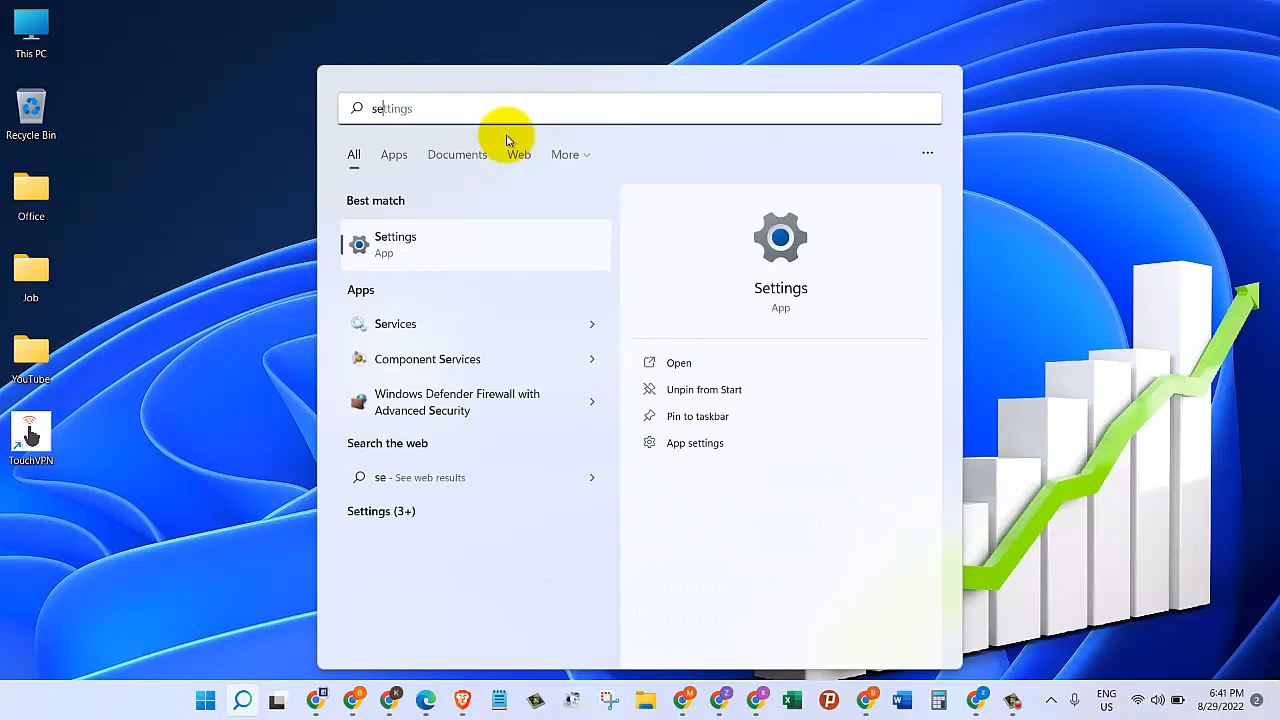 This PC
Recycle Bin
Office
Job
YouTube
TouchVPN
settings
All Apps Documents Web More
Best match
Settings
App
Apps
Services
Component Services
Windows Defender Firewall with
Advanced Security
Search the web
se - See web results
Settings (3+)
Settings
App
Open
Unpin from Start
Pin to taskbar
App settings
ENG
US
6:41 PM
8/29/2022
2